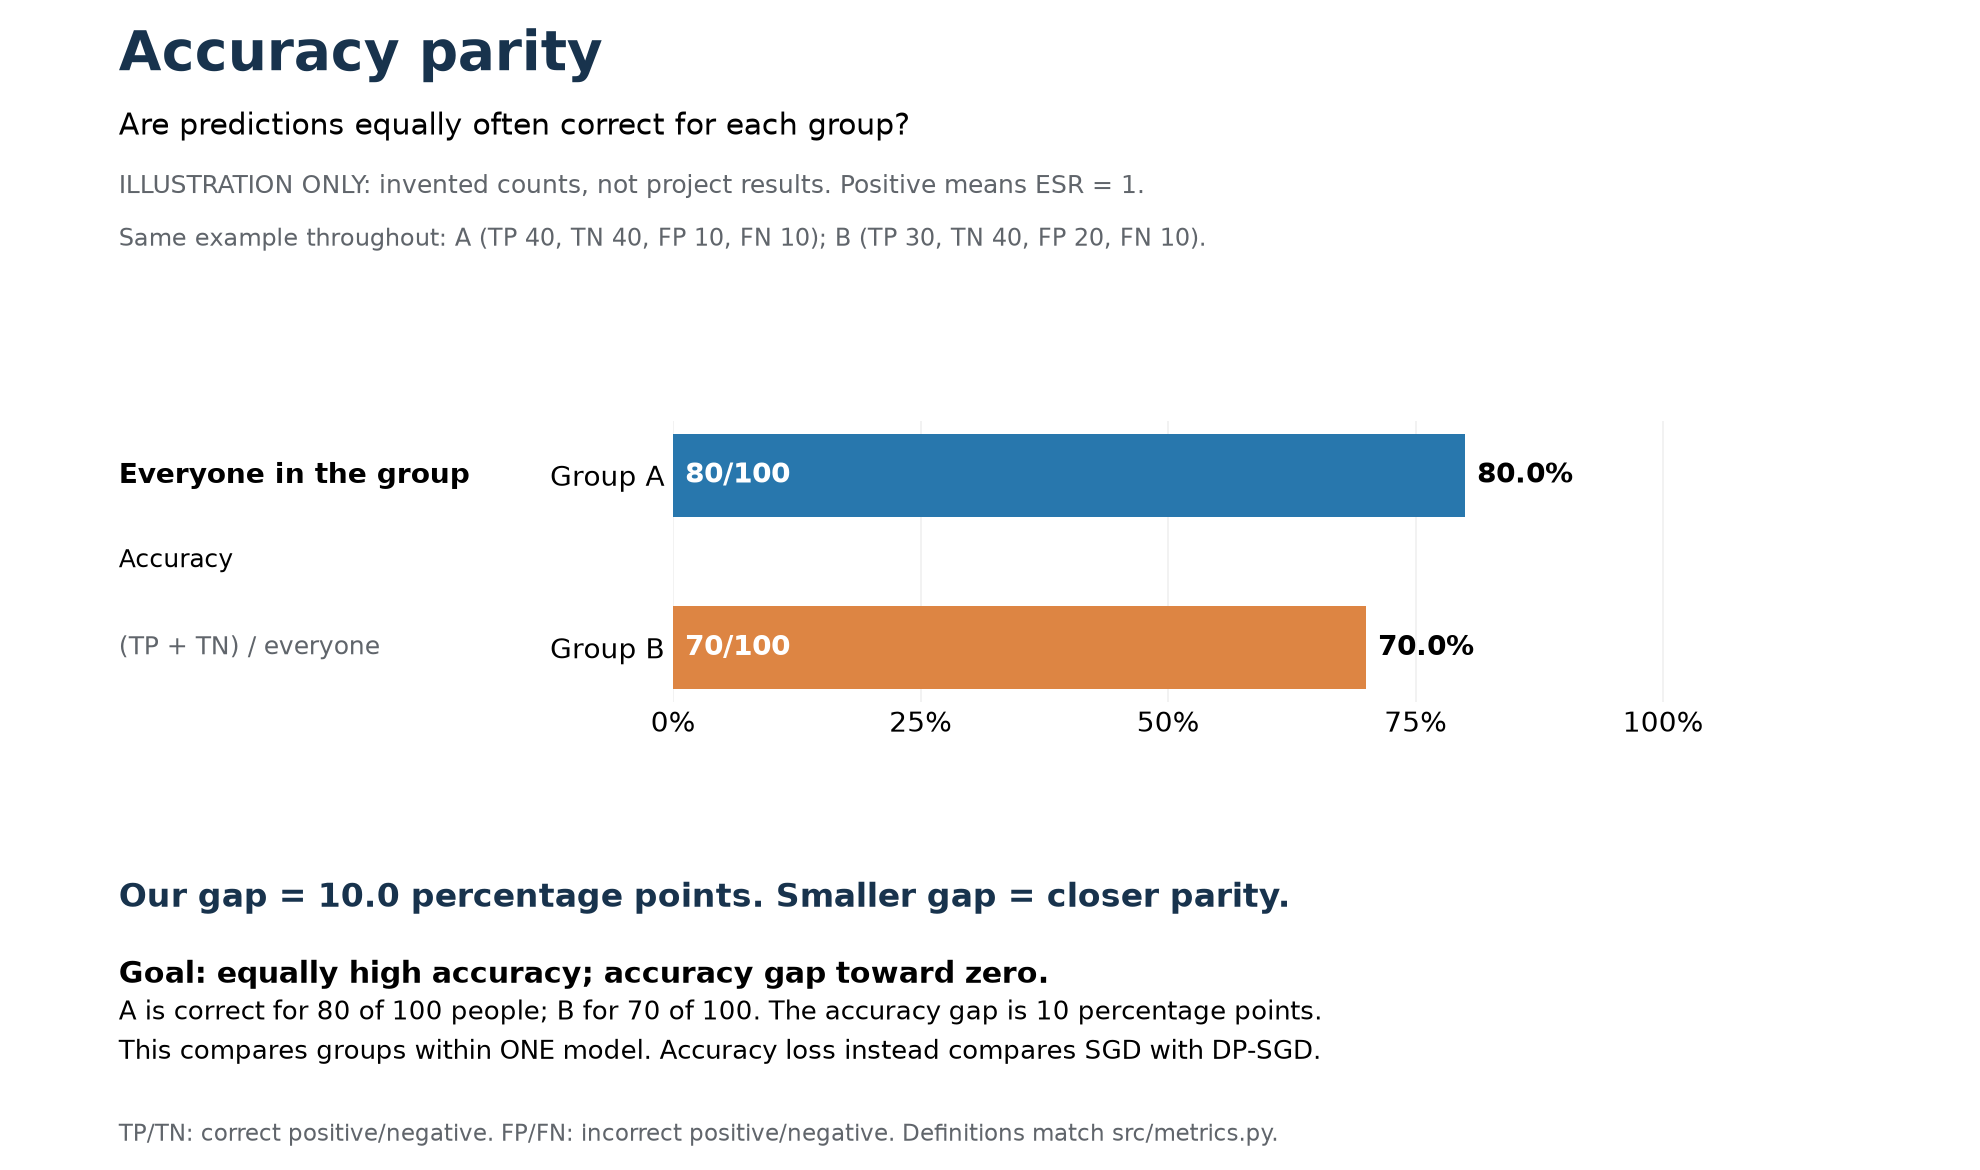 Accuracy parity
Are predictions equally often correct for each group?
ILLUSTRATION ONLY: invented counts, not project results. Positive means ESR = 1.
Same example throughout: A (TP 40, TN 40, FP 10, FN 10); B (TP 30, TN 40, FP 20, FN 10).
Everyone in the group
Group A
80/100
80.0%
Accuracy
(TP + TN) / everyone
Group B
70/100
70.0%
0%
25%
50%
75%
100%
Our gap = 10.0 percentage points. Smaller gap = closer parity.
Goal: equally high accuracy; accuracy gap toward zero.
A is correct for 80 of 100 people; B for 70 of 100. The accuracy gap is 10 percentage points.
This compares groups within ONE model. Accuracy loss instead compares SGD with DP-SGD.
TP/TN: correct positive/negative. FP/FN: incorrect positive/negative. Definitions match src/metrics.py.